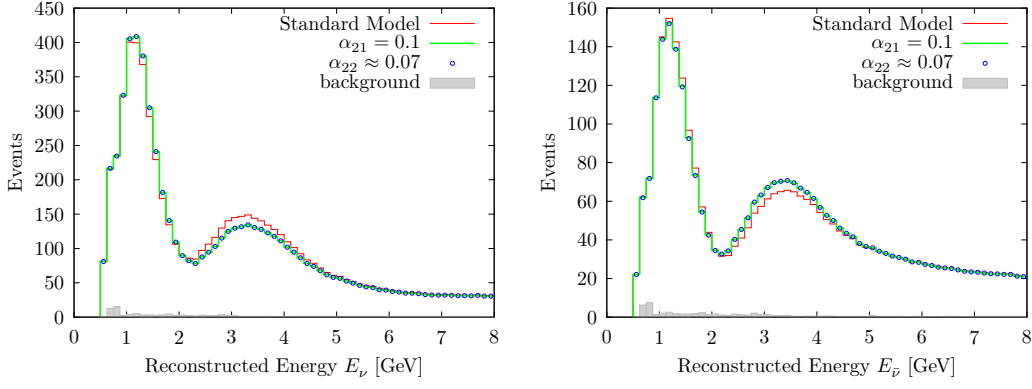 Standard Model
α₂₁ = 0.1
α₂₂ ≈ 0.07
background
450
400
350
300
250
200
150
100
50
0
Events
0 1 2 3 4 5 6 7 8
Reconstructed Energy Eν [GeV]
Standard Model
α₂₁ = 0.1
α₂₂ ≈ 0.07
background
160
140
120
100
80
60
40
20
0
Events
0 1 2 3 4 5 6 7 8
Reconstructed Energy Eν̄ [GeV]